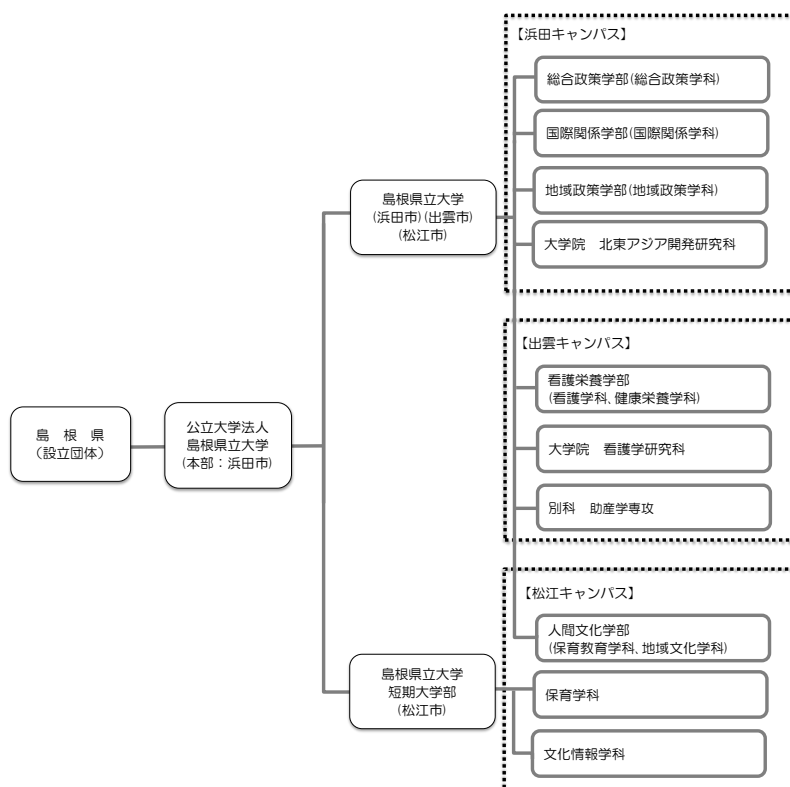 島　根　県
（設立団体）
公立大学法人
島根県立大学
(本部：浜田市)
島根県立大学
(浜田市)(出雲市)
(松江市)
【浜田キャンパス】
総合政策学部(総合政策学科)
国際関係学部(国際関係学科)
地域政策学部(地域政策学科)
大学院　北東アジア開発研究科
【出雲キャンパス】
看護栄養学部
(看護学科、健康栄養学科)
大学院　看護学研究科
別科　助産学専攻
【松江キャンパス】
人間文化学部
(保育教育学科、地域文化学科)
島根県立大学
短期大学部
(松江市)
保育学科
文化情報学科